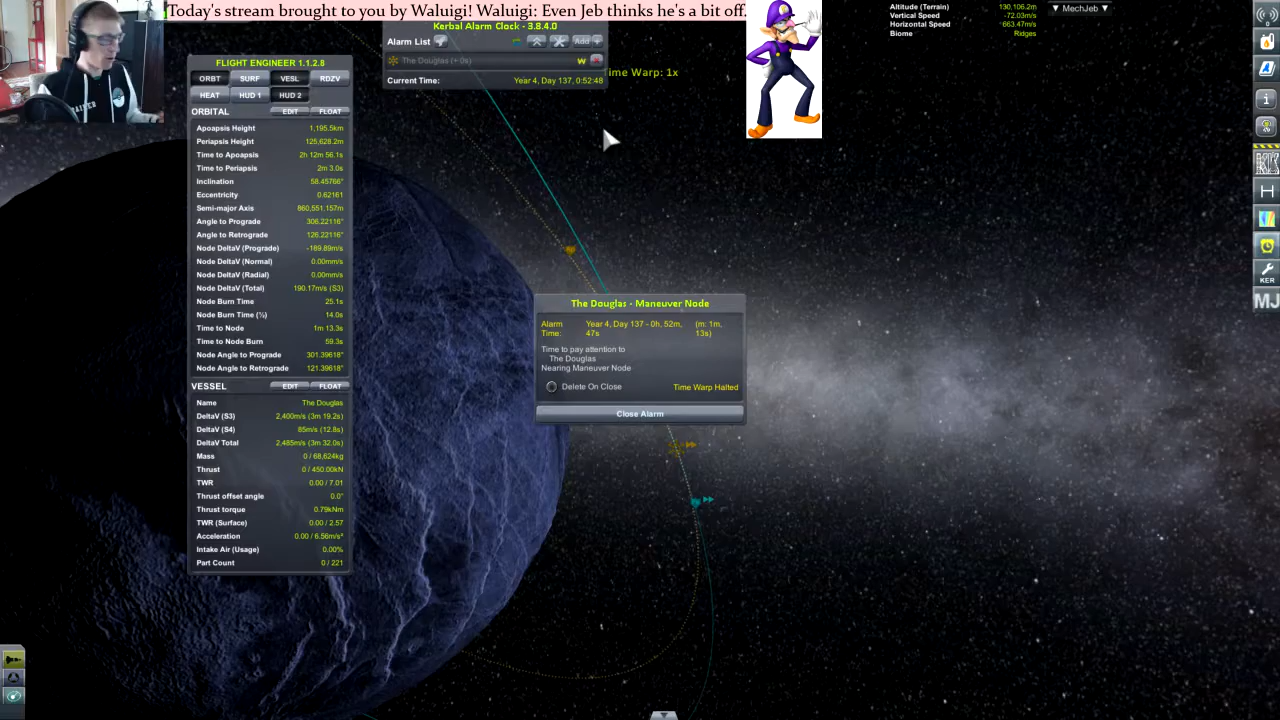 Today's stream brought to you by Waluigi! Waluigi; Even Jeb thinks he's a bit off.
Kerbal Alarm Clock - 3.8.4.0
Alarm List
Add +
The Douglas (+ 0s)
Current Time: Year 4, Day 137, 0:52:48
ime Warp: 1x
Altitude (Terrain) 130,106.2m
Vertical Speed -72.03m/s
Horizontal Speed 663.47m/s
Biome Ridges
▼ MechJeb ▼
FLIGHT ENGINEER 1.1.2.8
ORBT SURF VESL RDZV
HEAT HUD 1 HUD 2
ORBITAL EDIT FLOAT
Apoapsis Height 1,195.5km
Periapsis Height 125,628.2m
Time to Apoapsis 2h 12m 56.1s
Time to Periapsis 2m 3.0s
Inclination 58.45766°
Eccentricity 0.62161
Semi-major Axis 860,551.157m
Angle to Prograde 306.22116°
Angle to Retrograde 126.22116°
Node DeltaV (Prograde) -169.89m/s
Node DeltaV (Normal) 0.00m/s
Node DeltaV (Radial) 0.00m/s
Node DeltaV (Total) 190.17m/s (S3)
Node Burn Time 25.1s
Node Burn Time (½) 14.0s
Time to Node 1m 13.3s
Time to Node Burn 59.3s
Node Angle to Prograde 301.39618°
Node Angle to Retrograde 121.39618°
VESSEL EDIT FLOAT
Name The Douglas
DeltaV (S3) 2,400m/s (3m 19.2s)
DeltaV (S4) 85m/s (12.8s)
DeltaV Total 2,485m/s (3m 32.0s)
Mass 0 / 68,624kg
Thrust 0 / 450.00kN
TWR 0.00 / 7.01
Thrust offset angle 0.0°
Thrust torque 0.79kNm
TWR (Surface) 0.00 / 2.57
Acceleration 0.00 / 6.56m/s²
Intake Air (Usage) 0.00%
Part Count 0 / 221
The Douglas - Maneuver Node
Alarm Time: Year 4, Day 137 - 0h, 52m, 47s (m: 1m, 13s)
Time to pay attention to
The Douglas
Nearing Maneuver Node
Delete On Close Time Warp Halted
Close Alarm
KER
MJ